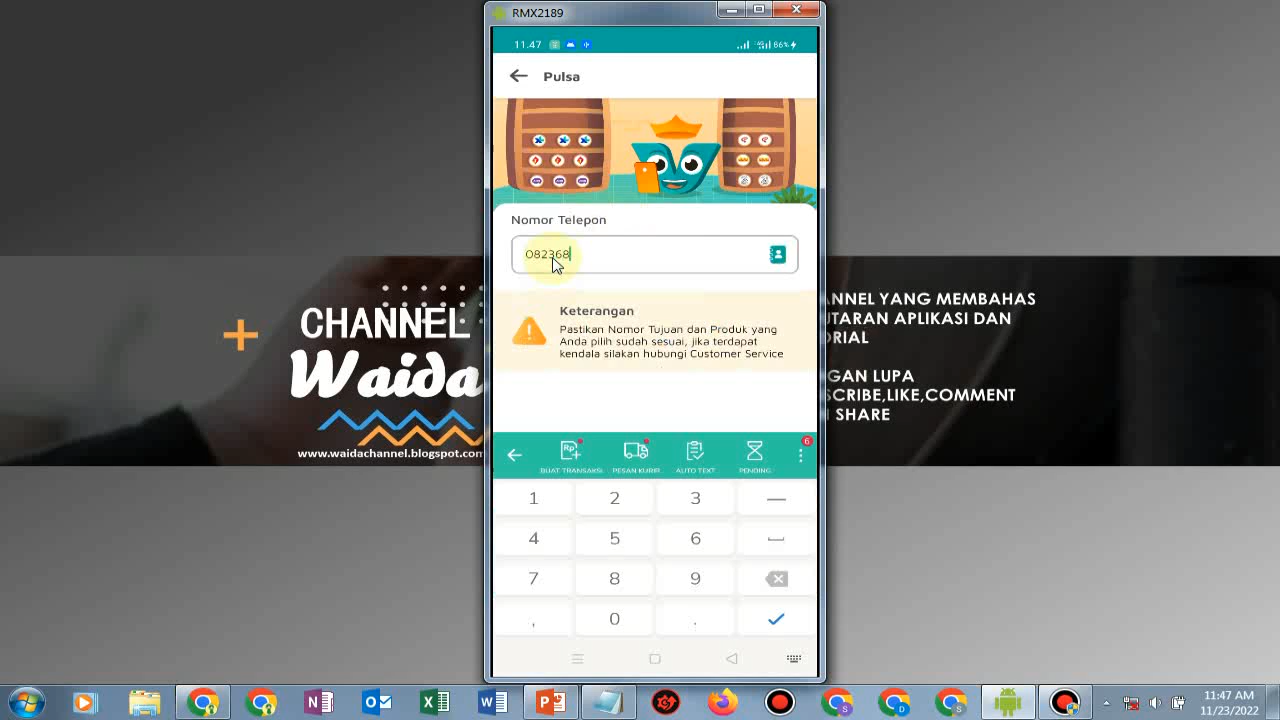 RMX2189
11.47
86%
Pulsa
Nomor Telepon
082368
Keterangan
Pastikan Nomor Tujuan dan Produk yang
Anda pilih sudah sesuai, jika terdapat
kendala silakan hubungi Customer Service
6
BUAT TRANSAKSI
PESAN KURIR
AUTO TEXT
PENDING
1 2 3
4 5 6
7 8 9
, 0 .
CHANNEL
Waida
www.waidachannel.blogspot.com
ANNEL YANG MEMBAHAS
UTARAN APLIKASI DAN
ORIAL
GAN LUPA
SCRIBE,LIKE,COMMENT
SHARE
11:47 AM
11/23/2022